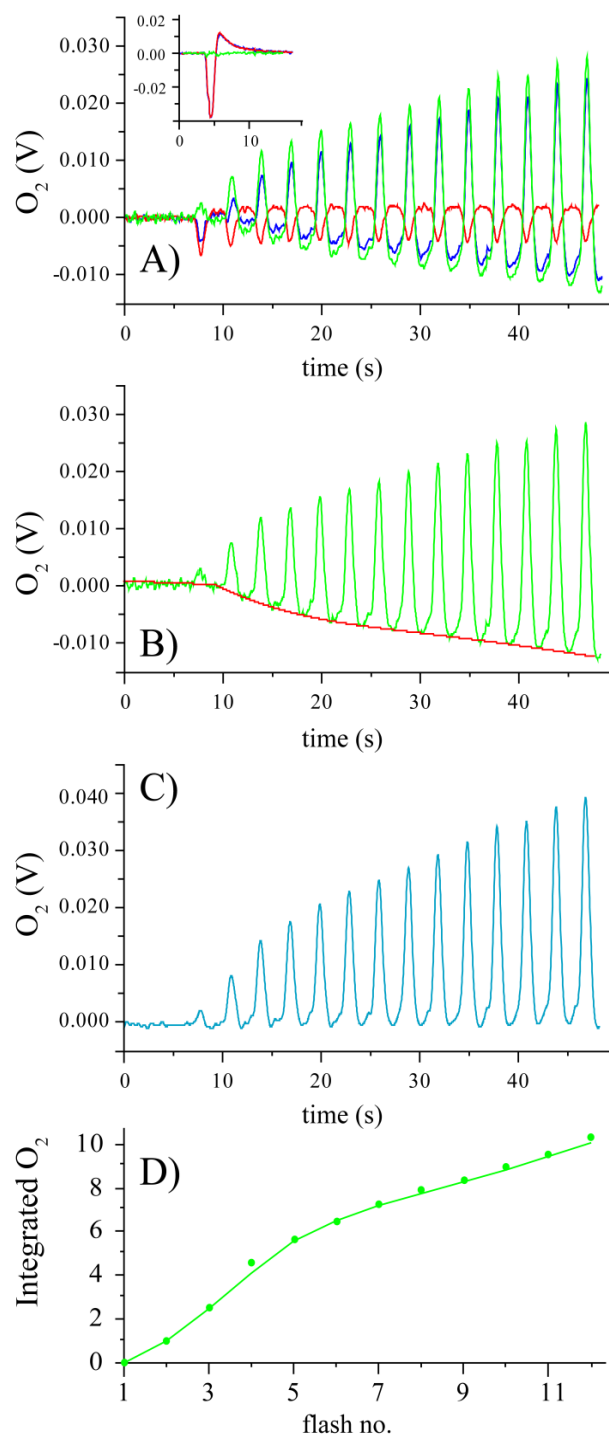 0.02
0.00
-0.02
0 10
0.030
0.020
0.010
0.000
-0.010
O2 (V)
A)
0 10 20 30 40
time (s)
0.030
0.020
0.010
0.000
-0.010
O2 (V)
B)
0 10 20 30 40
time (s)
0.040
0.030
0.020
0.010
0.000
O2 (V)
C)
0 10 20 30 40
time (s)
10
8
6
4
2
0
Integrated O2
D)
1 3 5 7 9 11
flash no.